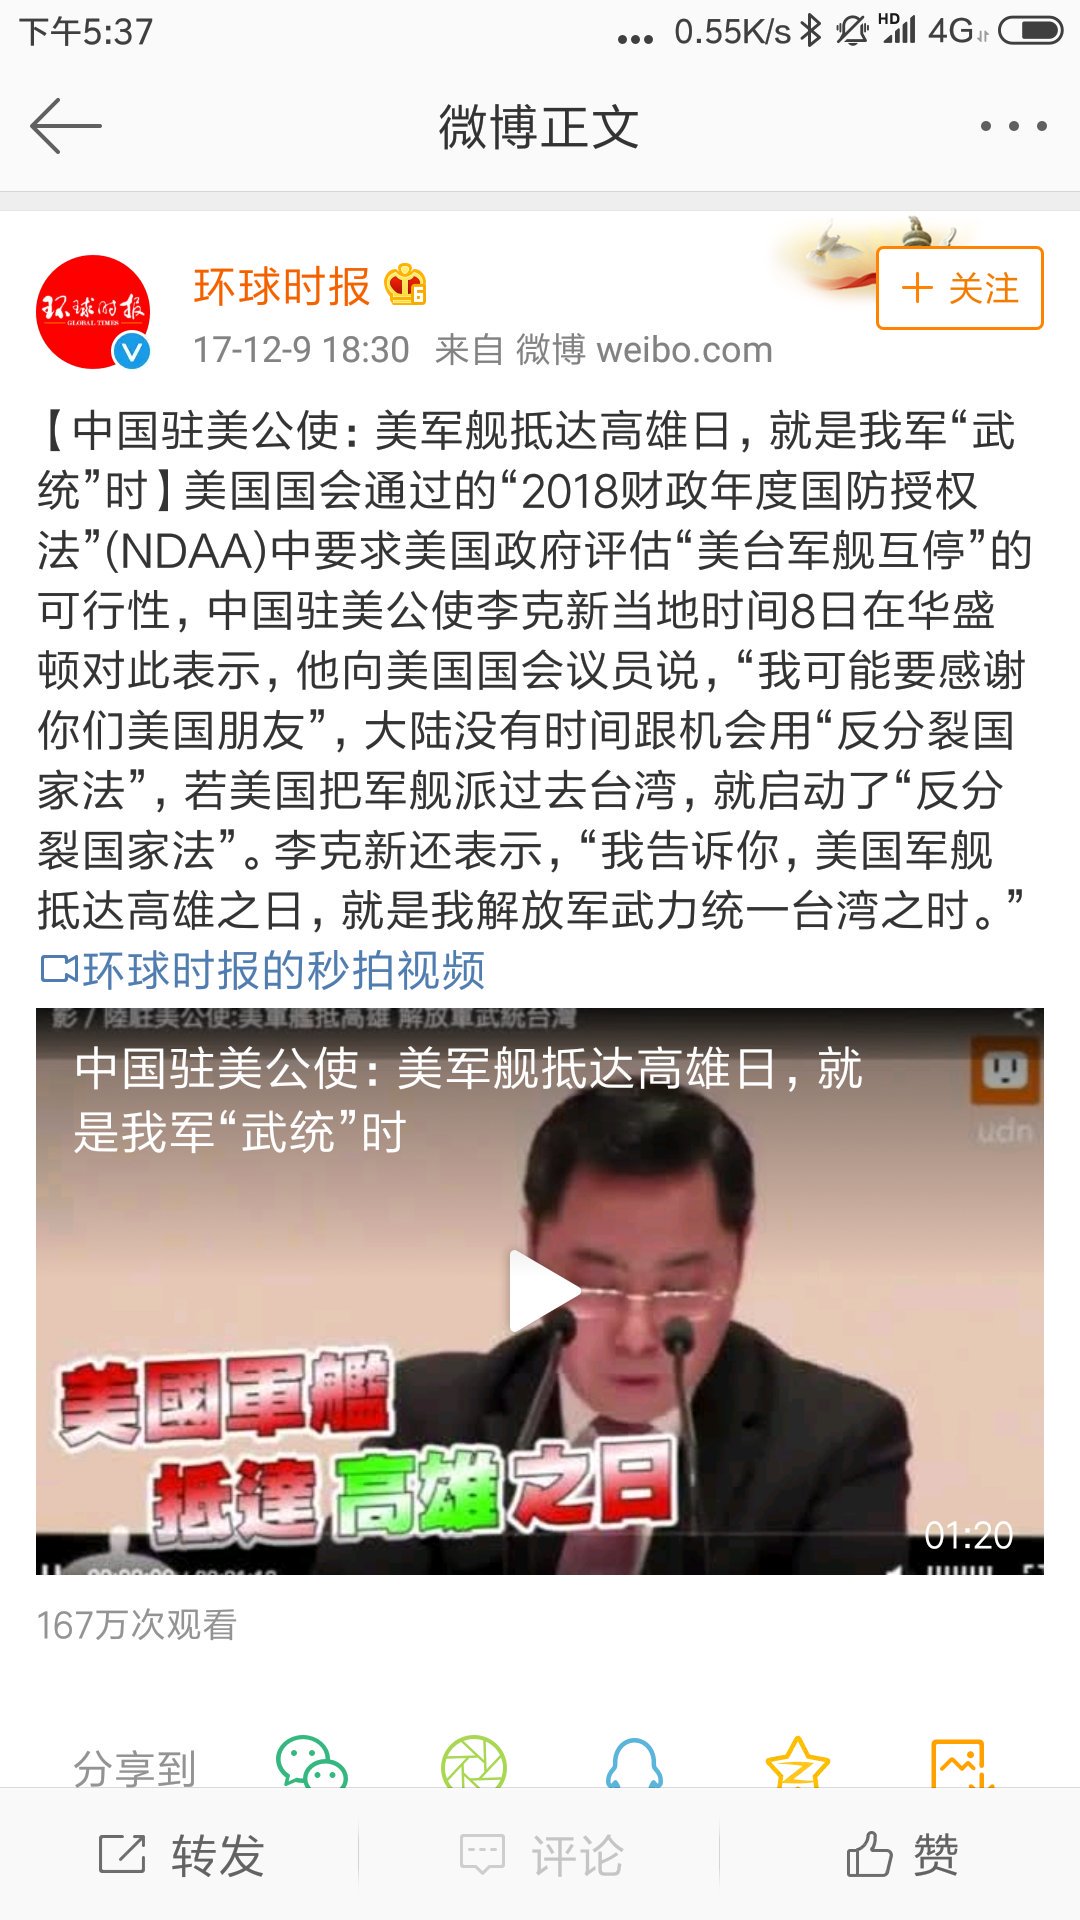 下午5:37
... 0.55K/s HD 4G
微博正文
环球时报
GLOBAL TIMES
环球时报 6
+ 关注
17-12-9 18:30 来自 微博 weibo.com
【中国驻美公使：美军舰抵达高雄日，就是我军“武
统”时】美国国会通过的“2018财政年度国防授权
法”(NDAA)中要求美国政府评估“美台军舰互停”的
可行性，中国驻美公使李克新当地时间8日在华盛
顿对此表示，他向美国国会议员说，“我可能要感谢
你们美国朋友”，大陆没有时间跟机会用“反分裂国
家法”，若美国把军舰派过去台湾，就启动了“反分
裂国家法”。李克新还表示，“我告诉你，美国军舰
抵达高雄之日，就是我解放军武力统一台湾之时。”
环球时报的秒拍视频
影 / 陸駐美公使:美軍艦抵高雄 解放軍武統台灣
中国驻美公使：美军舰抵达高雄日，就
是我军“武统”时
udn
美國軍艦
抵達高雄之日
01:20
167万次观看
分享到
转发
评论
赞